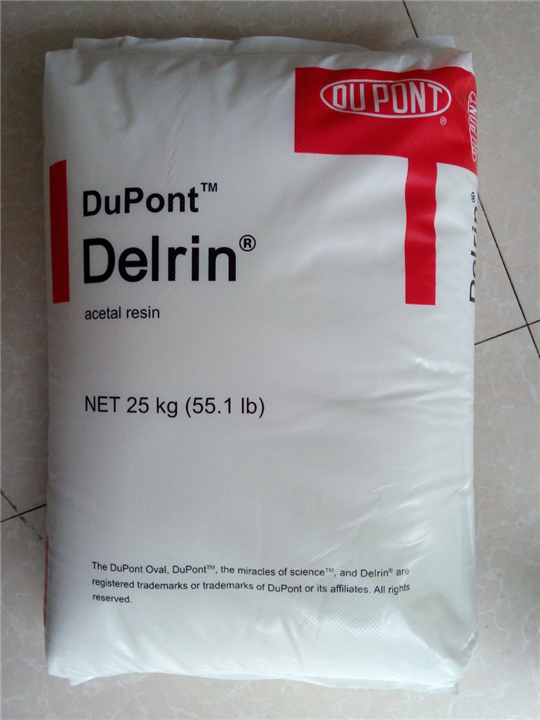 DU PONT
®
DuPont™
Delrin®
acetal resin
NET 25 kg (55.1 lb)
The DuPont Oval, DuPont™, the miracles of science™, and Delrin® are
registered trademarks or trademarks of DuPont or its affiliates. All rights
reserved.
Delrin®